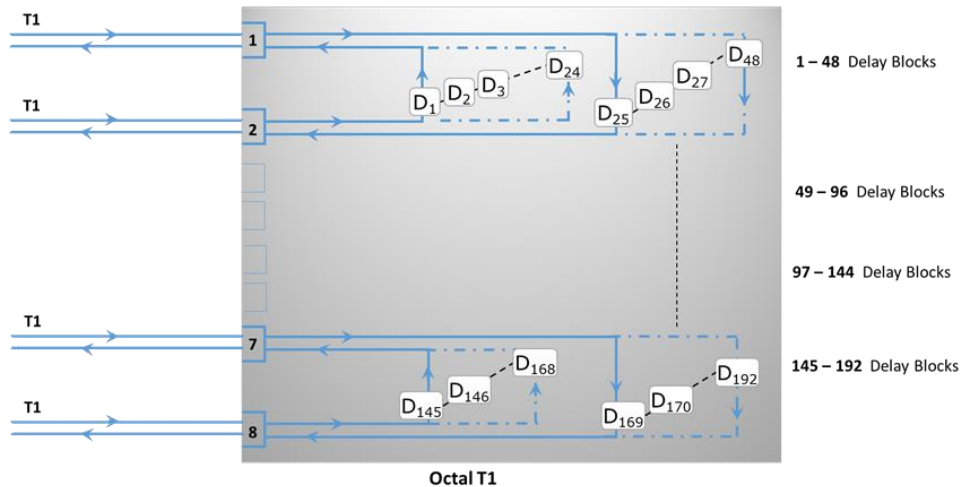 T1
1
D1
D2
D3
D24
D25
D26
D27
D48
1 – 48 Delay Blocks
T1
2
49 – 96 Delay Blocks
97 – 144 Delay Blocks
T1
7
D145
D146
D168
D169
D170
D192
145 – 192 Delay Blocks
T1
8
Octal T1